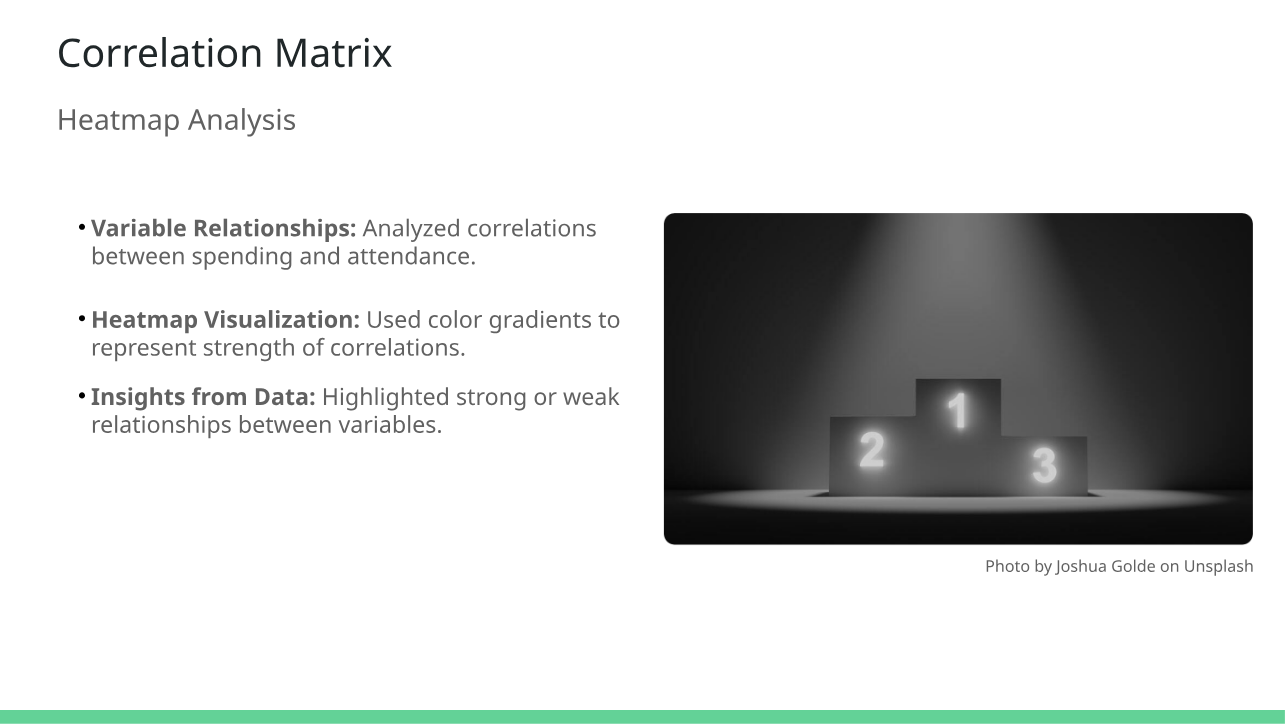 Correlation Matrix
Heatmap Analysis
• Variable Relationships: Analyzed correlations
between spending and attendance.
• Heatmap Visualization: Used color gradients to
represent strength of correlations.
• Insights from Data: Highlighted strong or weak
relationships between variables.
1
2
3
Photo by Joshua Golde on Unsplash